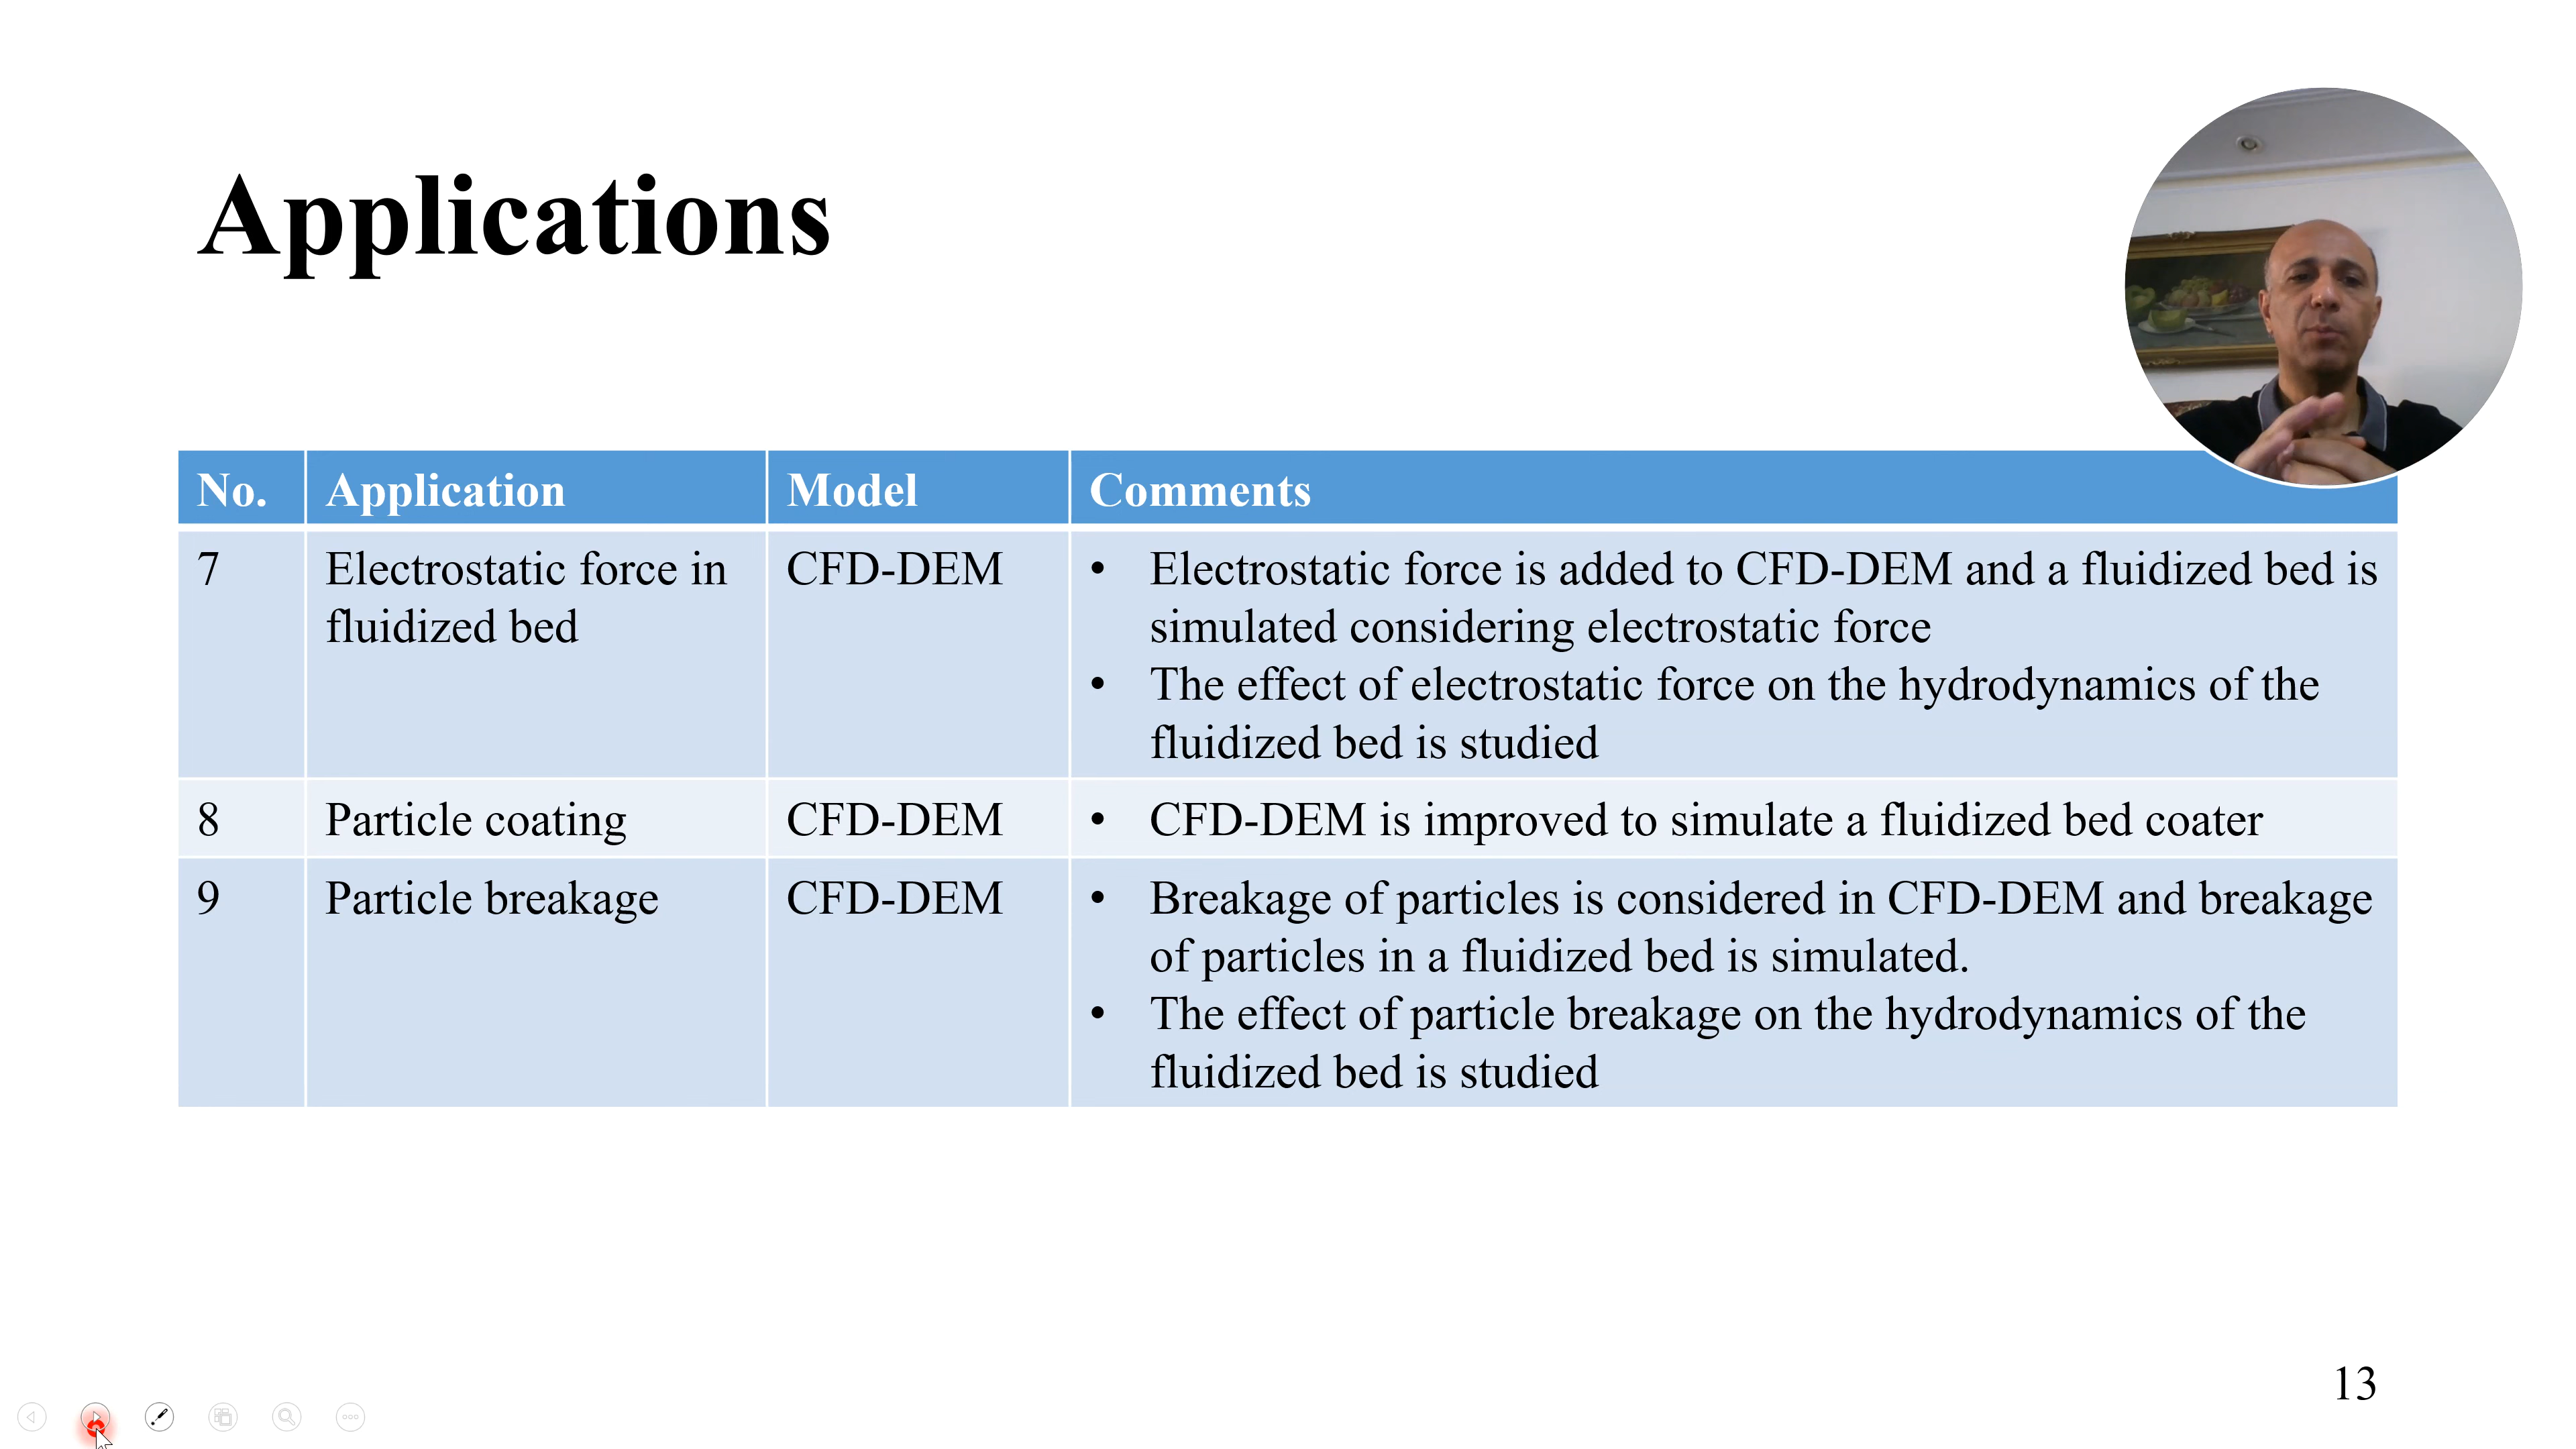 Applications
No. Application Model Comments
7 Electrostatic force in CFD-DEM • Electrostatic force is added to CFD-DEM and a fluidized bed is
fluidized bed simulated considering electrostatic force
• The effect of electrostatic force on the hydrodynamics of the
fluidized bed is studied
8 Particle coating CFD-DEM • CFD-DEM is improved to simulate a fluidized bed coater
9 Particle breakage CFD-DEM • Breakage of particles is considered in CFD-DEM and breakage
of particles in a fluidized bed is simulated.
• The effect of particle breakage on the hydrodynamics of the
fluidized bed is studied
13